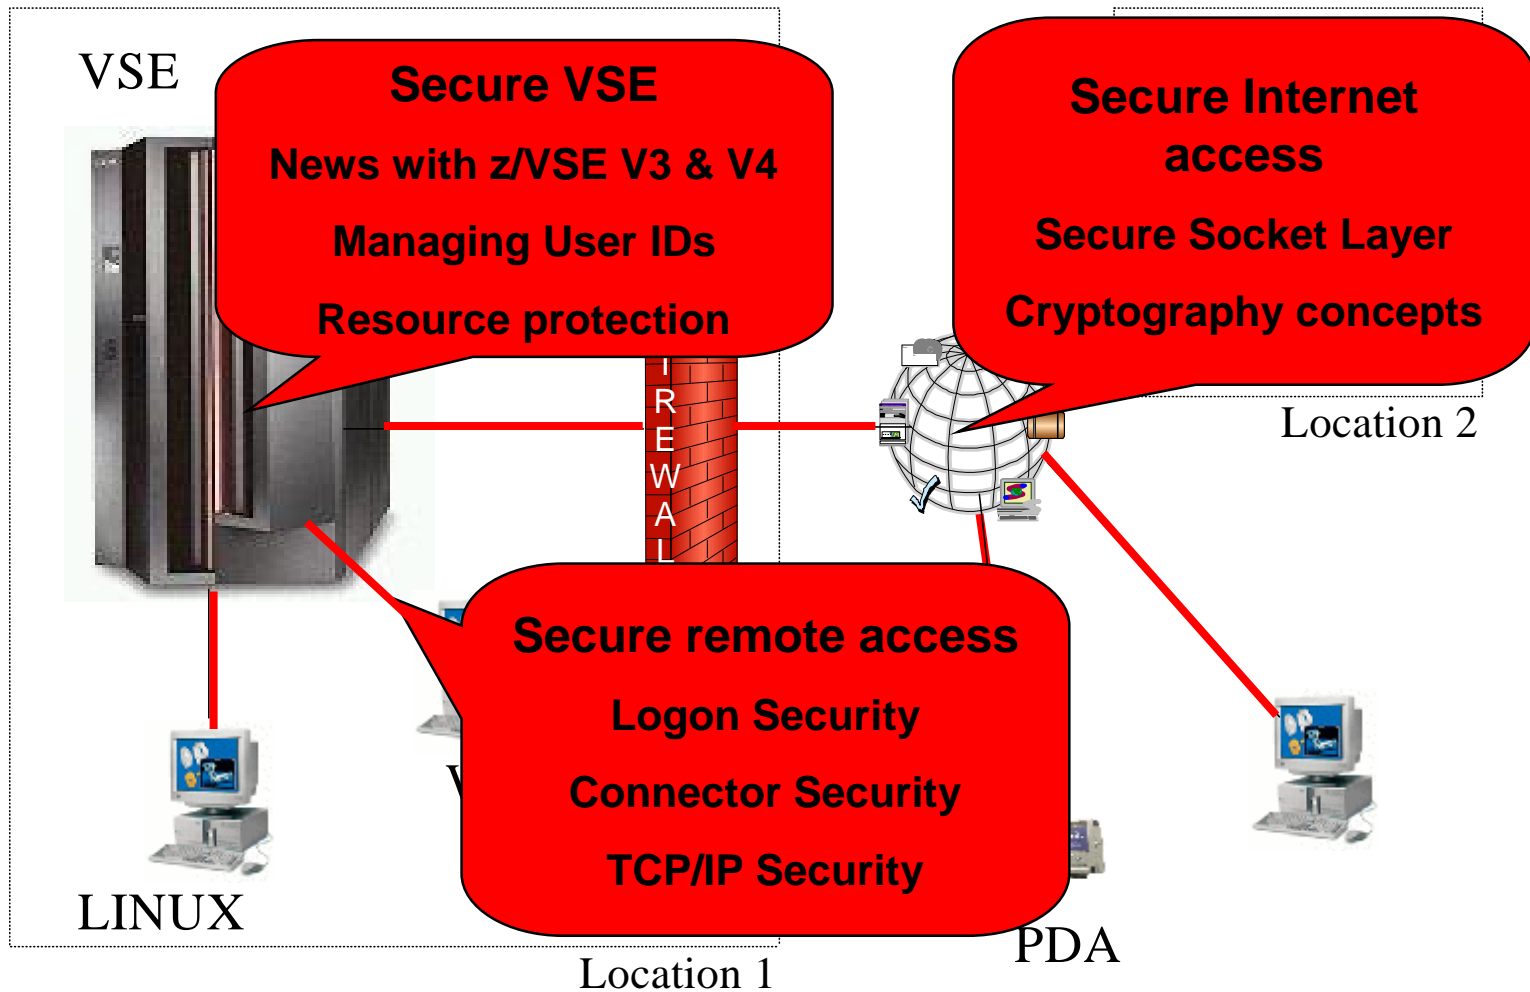 VSE
Secure VSE
News with z/VSE V3 & V4
Managing User IDs
Resource protection
Secure Internet
access
Secure Socket Layer
Cryptography concepts
Location 2
R
E
W
A
L
Secure remote access
Logon Security
Connector Security
TCP/IP Security
LINUX
PDA
Location 1